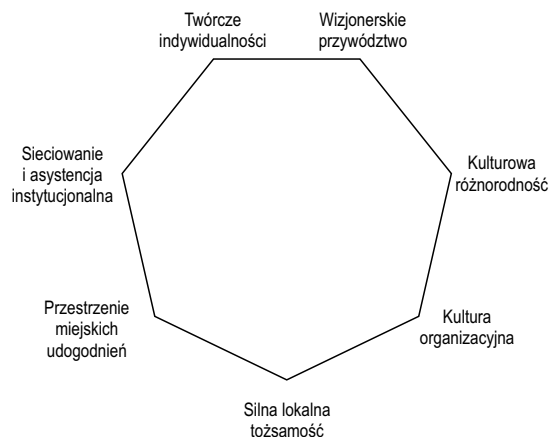 Twórcze
indywidualności
Wizjonerskie
przywództwo
Sieciowanie
i asystencja
instytucjonalna
Kulturowa
różnorodność
Przestrzenie
miejskich
udogodnień
Kultura
organizacyjna
Silna lokalna
tożsamość